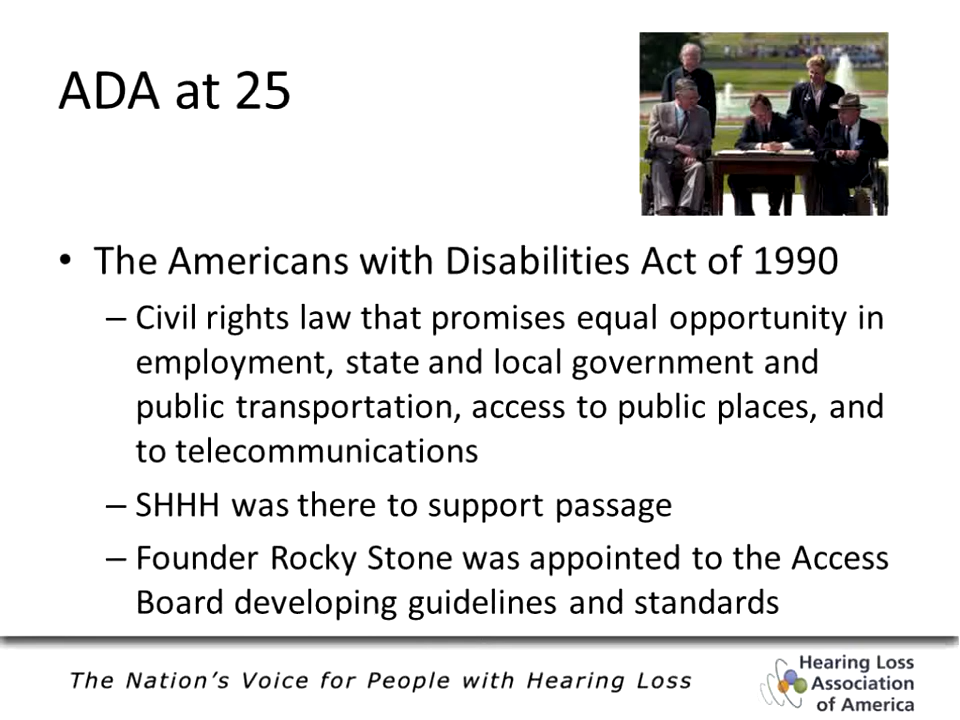 ADA at 25
• The Americans with Disabilities Act of 1990
– Civil rights law that promises equal opportunity in
employment, state and local government and
public transportation, access to public places, and
to telecommunications
– SHHH was there to support passage
– Founder Rocky Stone was appointed to the Access
Board developing guidelines and standards
The Nation's Voice for People with Hearing Loss
Hearing Loss
Association
of America